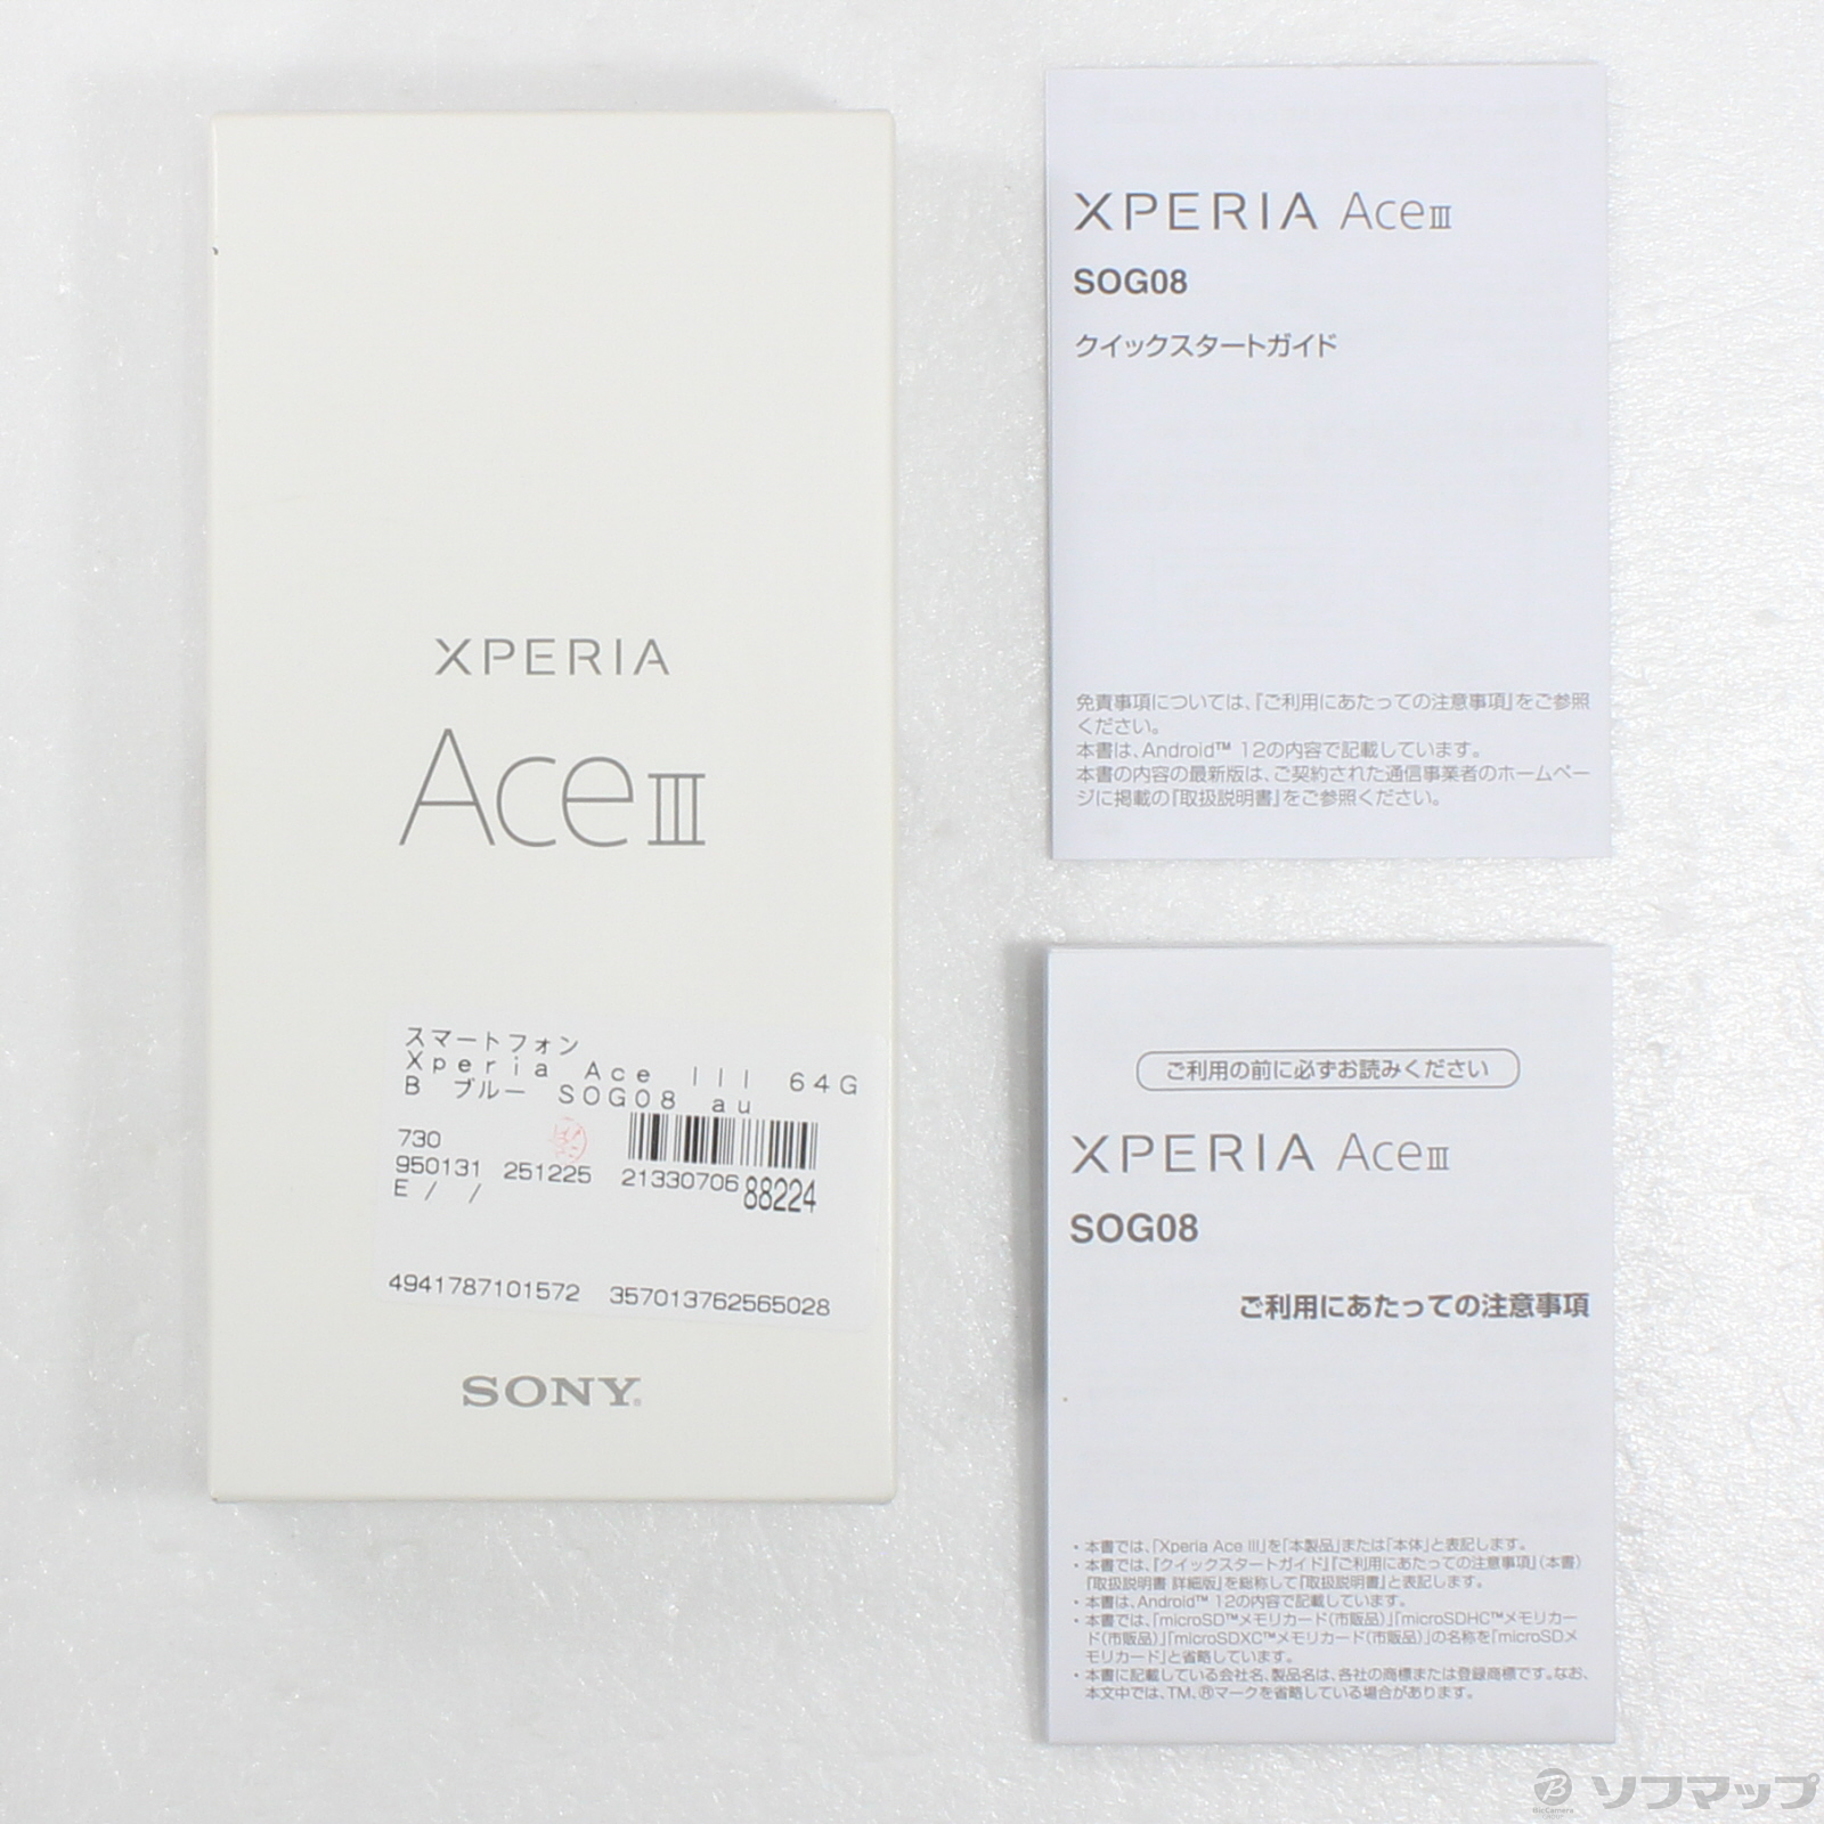 XPERIA
Ace III
スマートフォン
Xperia Ace III 64G
B ブルー SOG08 au
730
950131 251225 2133070688224
E / /
4941787101572 357013762565028
SONY
XPERIA Ace III
SOG08
クイックスタートガイド
免責事項については、『ご利用にあたっての注意事項』をご参照
ください。
本書は、Android™ 12の内容で記載しています。
本書の内容の最新版は、ご契約された通信事業者のホームペー
ジに掲載の『取扱説明書』をご参照ください。
ご利用の前に必ずお読みください
XPERIA Ace III
SOG08
ご利用にあたっての注意事項
・本書では、「Xperia Ace III」を「本製品」または「本体」と表記します。
・本書では、『クイックスタートガイド』『ご利用にあたっての注意事項』(本書)
『取扱説明書 詳細版』を総称して『取扱説明書』と表記します。
・本書は、Android™ 12の内容で記載しています。
・本書では、「microSD™メモリカード(市販品)」「microSDHC™メモリカー
ド(市販品)」「microSDXC™メモリカード(市販品)」の名称を「microSDメ
モリカード」と省略しています。
・本書に記載している会社名、製品名は、各社の商標または登録商標です。なお、
本文中では、TM、®マークを省略している場合があります。
B BicCamera ソフマップ